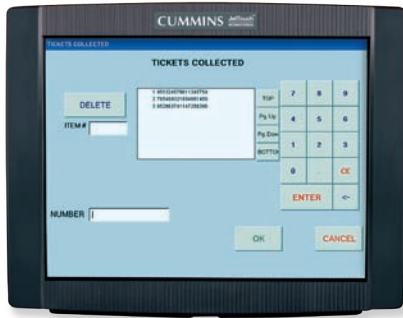 CUMMINS
TICKETS COLLECTED
TICKETS COLLECTED
DELETE
ITEM#
TOP
Pg Up
Pg Down
BOTTOM
7 8 9
4 5 6
1 2 3
0 . CE
ENTER <-
NUMBER
OK
CANCEL